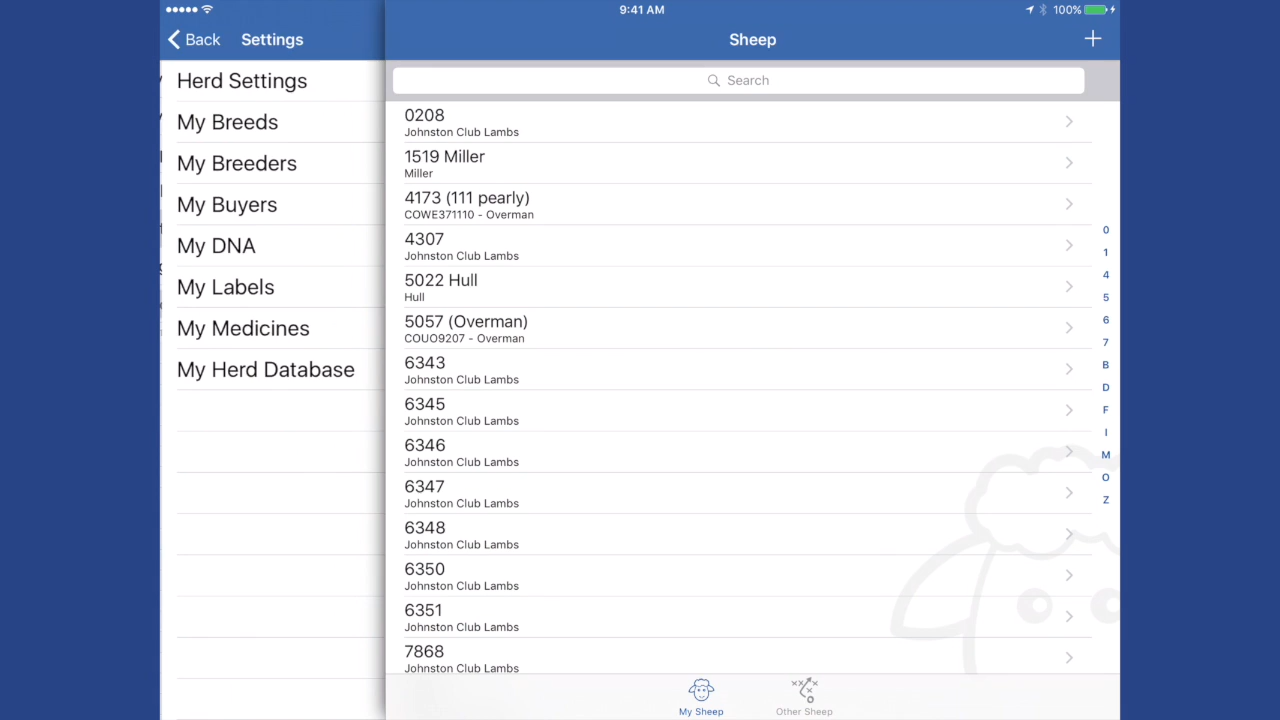 9:41 AM
100%
Back
Settings
Sheep
Herd Settings
My Breeds
My Breeders
My Buyers
My DNA
My Labels
My Medicines
My Herd Database
Search
0208
Johnston Club Lambs
1519 Miller
Miller
4173 (111 pearly)
COWE371110 - Overman
4307
Johnston Club Lambs
5022 Hull
Hull
5057 (Overman)
COUO9207 - Overman
6343
Johnston Club Lambs
6345
Johnston Club Lambs
6346
Johnston Club Lambs
6347
Johnston Club Lambs
6348
Johnston Club Lambs
6350
Johnston Club Lambs
6351
Johnston Club Lambs
7868
Johnston Club Lambs
0
1
4
5
6
7
B
D
F
I
M
O
Z
My Sheep
Other Sheep